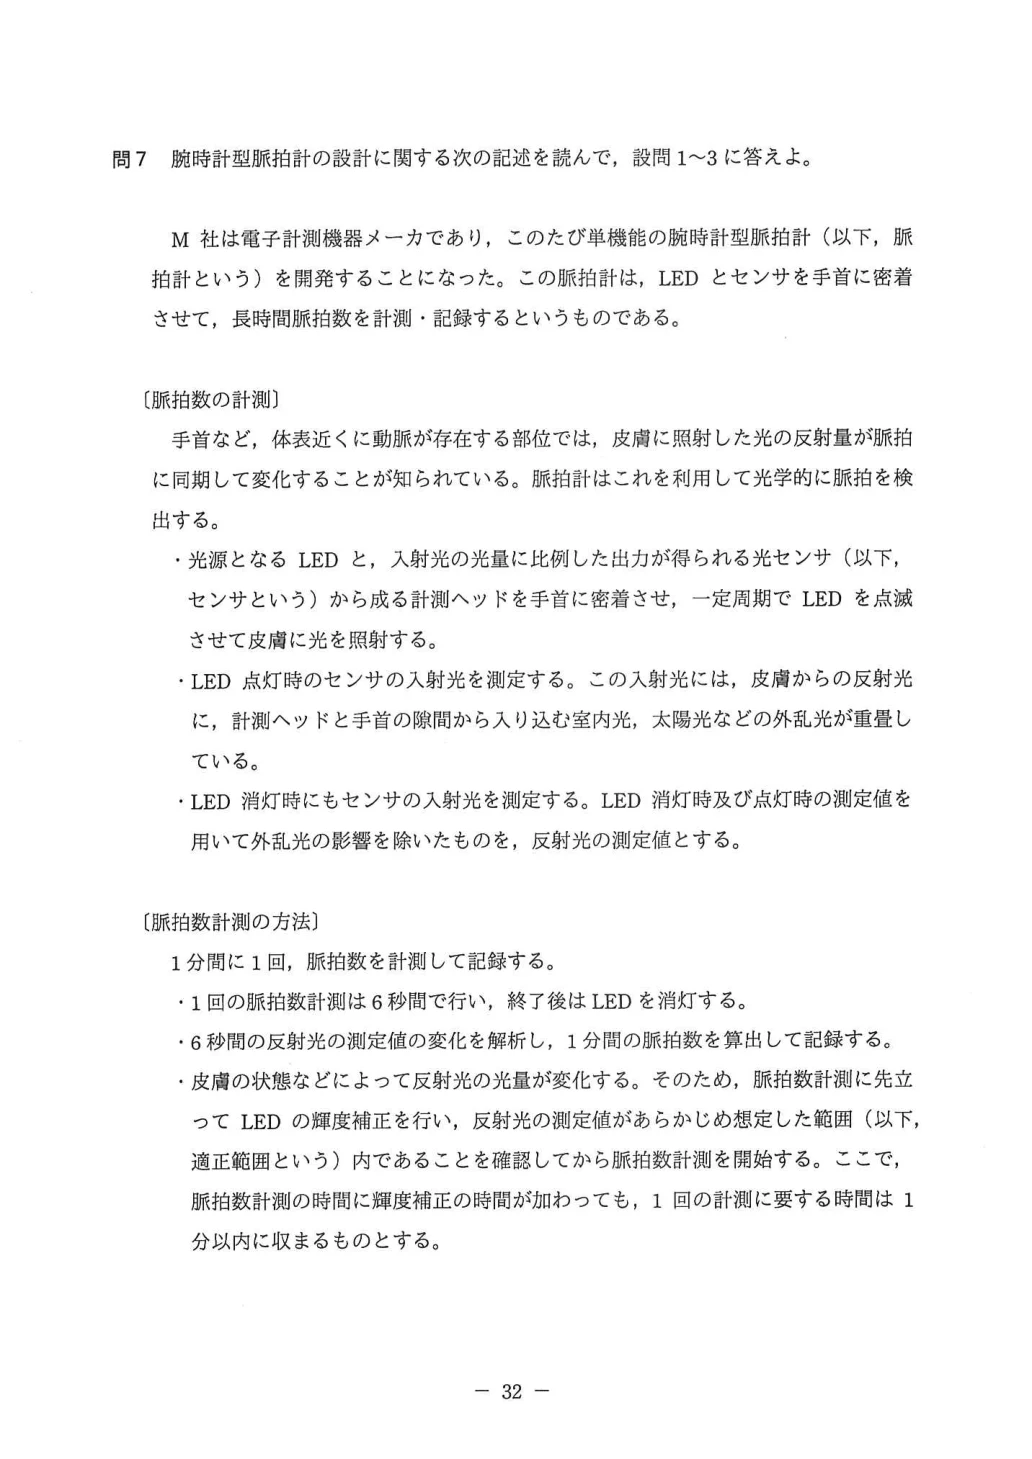 問7 腕時計型脈拍計の設計に関する次の記述を読んで，設問1～3に答えよ。
M 社は電子計測機器メーカであり，このたび単機能の腕時計型脈拍計（以下，脈
拍計という）を開発することになった。この脈拍計は，LED とセンサを手首に密着
させて，長時間脈拍数を計測・記録するというものである。
〔脈拍数の計測〕
手首など，体表近くに動脈が存在する部位では，皮膚に照射した光の反射量が脈拍
に同期して変化することが知られている。脈拍計はこれを利用して光学的に脈拍を検
出する。
・光源となる LED と，入射光の光量に比例した出力が得られる光センサ（以下，
センサという）から成る計測ヘッドを手首に密着させ，一定周期で LED を点滅
させて皮膚に光を照射する。
・LED 点灯時のセンサの入射光を測定する。この入射光には，皮膚からの反射光
に，計測ヘッドと手首の隙間から入り込む室内光，太陽光などの外乱光が重畳し
ている。
・LED 消灯時にもセンサの入射光を測定する。LED 消灯時及び点灯時の測定値を
用いて外乱光の影響を除いたものを，反射光の測定値とする。
〔脈拍数計測の方法〕
1分間に1回，脈拍数を計測して記録する。
・1回の脈拍数計測は6秒間で行い，終了後は LED を消灯する。
・6秒間の反射光の測定値の変化を解析し，1分間の脈拍数を算出して記録する。
・皮膚の状態などによって反射光の光量が変化する。そのため，脈拍数計測に先立
って LED の輝度補正を行い，反射光の測定値があらかじめ想定した範囲（以下，
適正範囲という）内であることを確認してから脈拍数計測を開始する。ここで，
脈拍数計測の時間に輝度補正の時間が加わっても，1 回の計測に要する時間は 1
分以内に収まるものとする。
－ 32 －